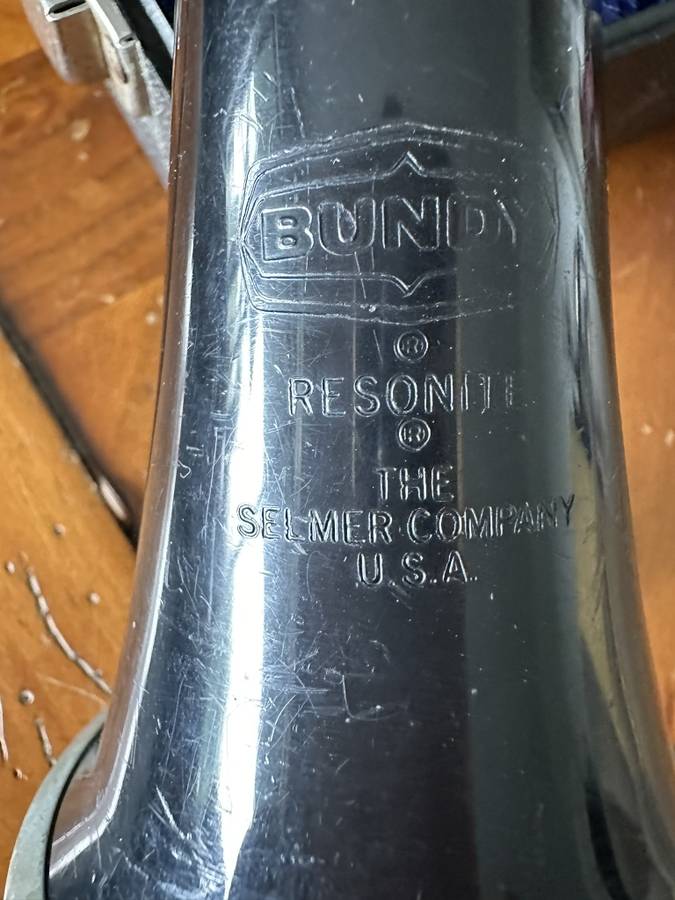 BUNDY
®
RESONITE
®
THE
SELMER COMPANY
U.S.A.